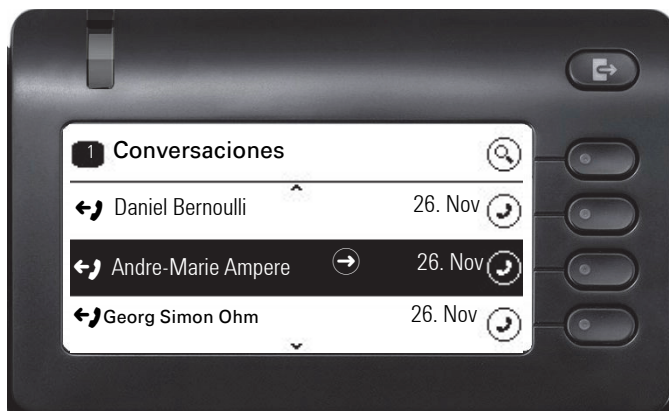 1 Conversaciones
Daniel Bernoulli 26. Nov
Andre-Marie Ampere 26. Nov
Georg Simon Ohm 26. Nov